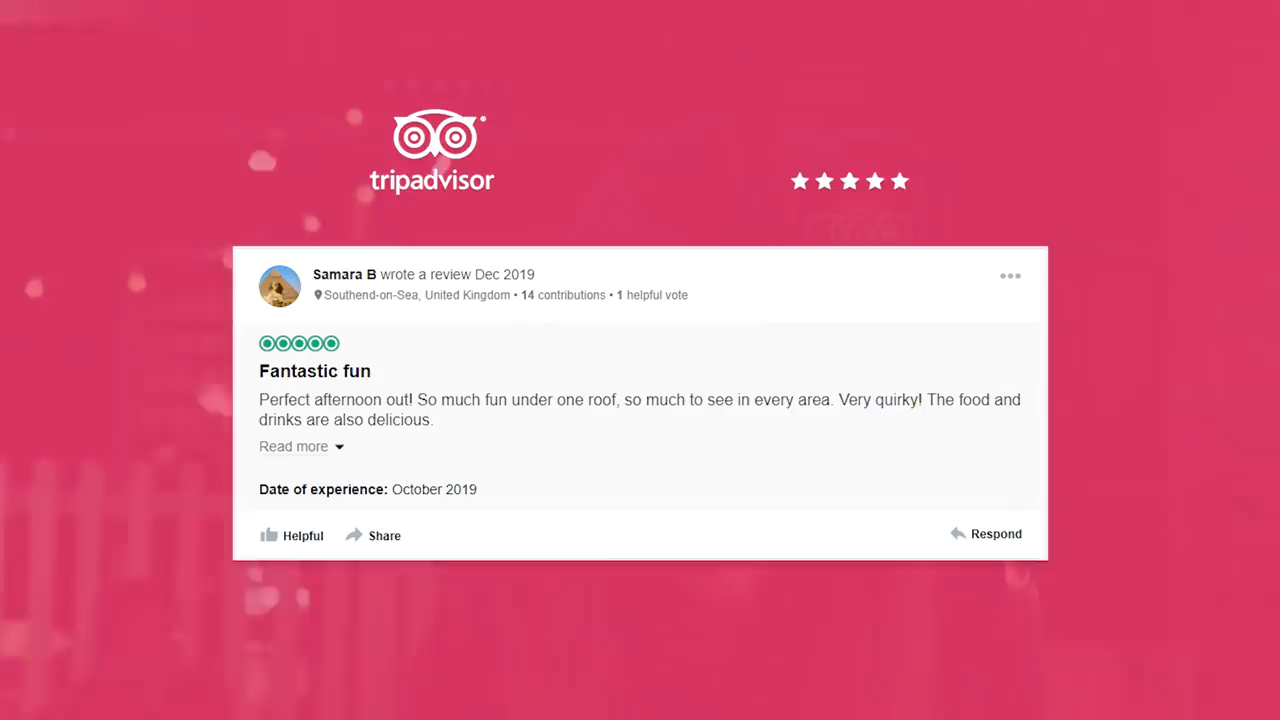 tripadvisor
Samara B wrote a review Dec 2019
Southend-on-Sea, United Kingdom • 14 contributions • 1 helpful vote
Fantastic fun
Perfect afternoon out! So much fun under one roof, so much to see in every area. Very quirky! The food and
drinks are also delicious.
Read more
Date of experience: October 2019
Helpful
Share
Respond